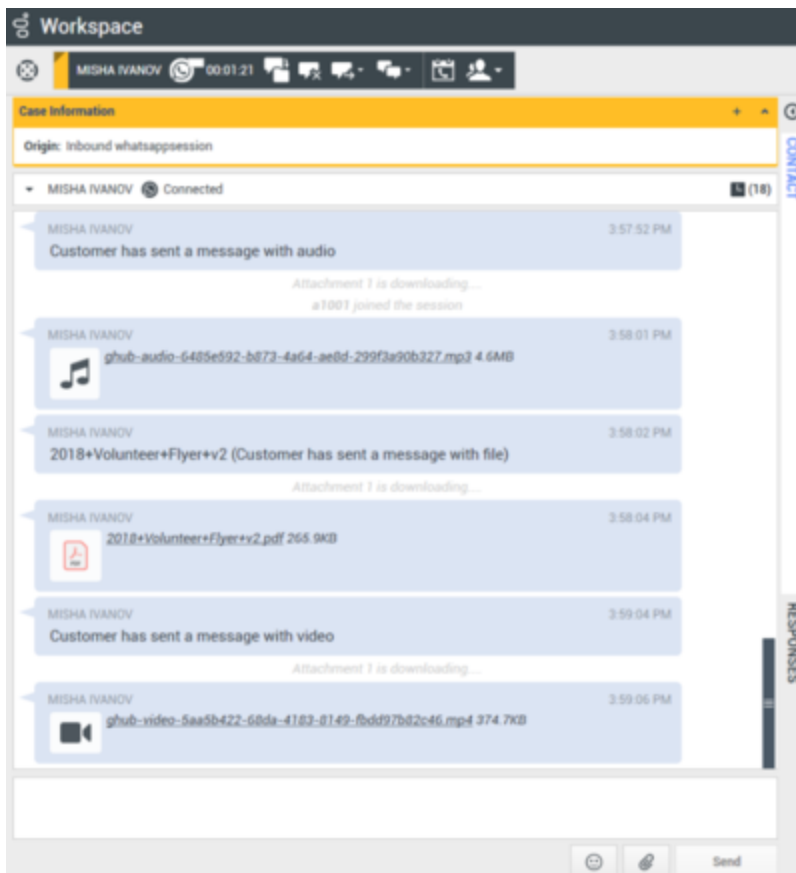 Workspace
MISHA IVANOV 00:01:21
Case Information
Origin: Inbound whatsappsession
MISHA IVANOV Connected (18)
CONTACT
MISHA IVANOV 3:57:52 PM
Customer has sent a message with audio
Attachment 1 is downloading....
a1001 joined the session
MISHA IVANOV 3:58:01 PM
ghub-audio-6485e592-b873-4a64-ae8d-299f3a90b327.mp3 4.6MB
MISHA IVANOV 3:58:02 PM
2018+Volunteer+Flyer+v2 (Customer has sent a message with file)
Attachment 1 is downloading....
MISHA IVANOV 3:58:04 PM
2018+Volunteer+Flyer+v2.pdf 265.9KB
PDF
MISHA IVANOV 3:59:04 PM
Customer has sent a message with video
Attachment 1 is downloading....
RESPONSES
MISHA IVANOV 3:59:06 PM
ghub-video-5aa5b422-68da-4183-8149-fbdd97b82c46.mp4 374.7KB
Send